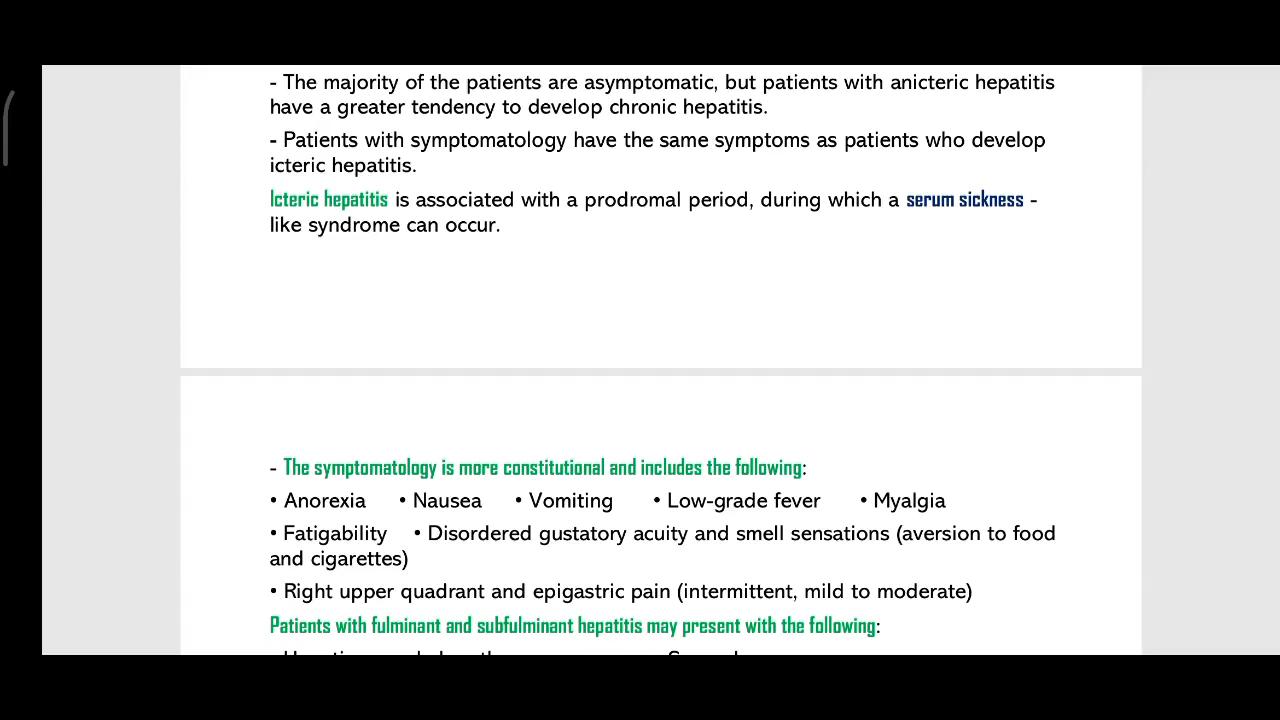 - The majority of the patients are asymptomatic, but patients with anicteric hepatitis
have a greater tendency to develop chronic hepatitis.
- Patients with symptomatology have the same symptoms as patients who develop
icteric hepatitis.
Icteric hepatitis is associated with a prodromal period, during which a serum sickness -
like syndrome can occur.
- The symptomatology is more constitutional and includes the following:
• Anorexia • Nausea • Vomiting • Low-grade fever • Myalgia
• Fatigability • Disordered gustatory acuity and smell sensations (aversion to food
and cigarettes)
• Right upper quadrant and epigastric pain (intermittent, mild to moderate)
Patients with fulminant and subfulminant hepatitis may present with the following: